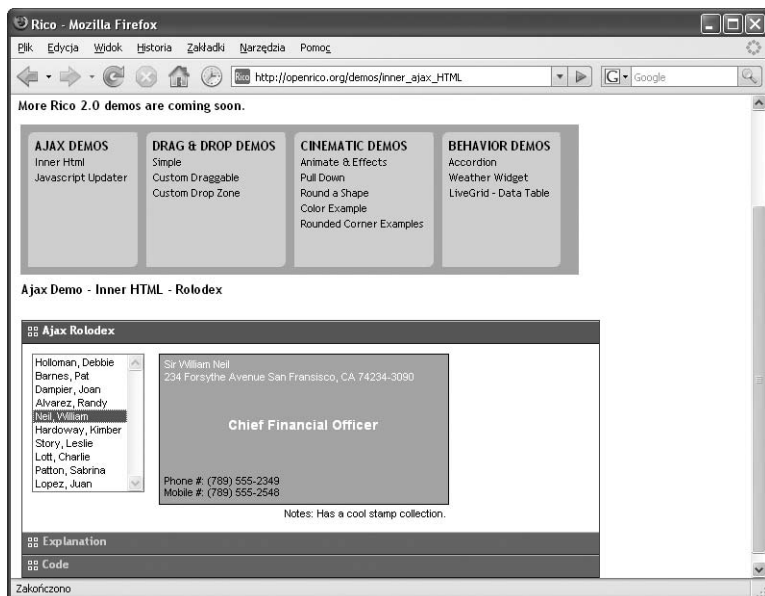 Rico - Mozilla Firefox
Plik Edycja Widok Historia Zakładki Narzędzia Pomoc
Rico http://openrico.org/demos/inner_ajax_HTML G Google
More Rico 2.0 demos are coming soon.
AJAX DEMOS
Inner Html
Javascript Updater
DRAG & DROP DEMOS
Simple
Custom Draggable
Custom Drop Zone
CINEMATIC DEMOS
Animate & Effects
Pull Down
Round a Shape
Color Example
Rounded Corner Examples
BEHAVIOR DEMOS
Accordion
Weather Widget
LiveGrid - Data Table
Ajax Demo - Inner HTML - Rolodex
Ajax Rolodex
Holloman, Debbie
Barnes, Pat
Dampier, Joan
Alvarez, Randy
Neil, William
Hardoway, Kimber
Story, Leslie
Lott, Charlie
Patton, Sabrina
Lopez, Juan
Sir William Neil
234 Forsythe Avenue San Fransisco, CA 74234-3090
Chief Financial Officer
Phone #: (789) 555-2349
Mobile #: (789) 555-2548
Notes: Has a cool stamp collection.
Explanation
Code
Zakończono